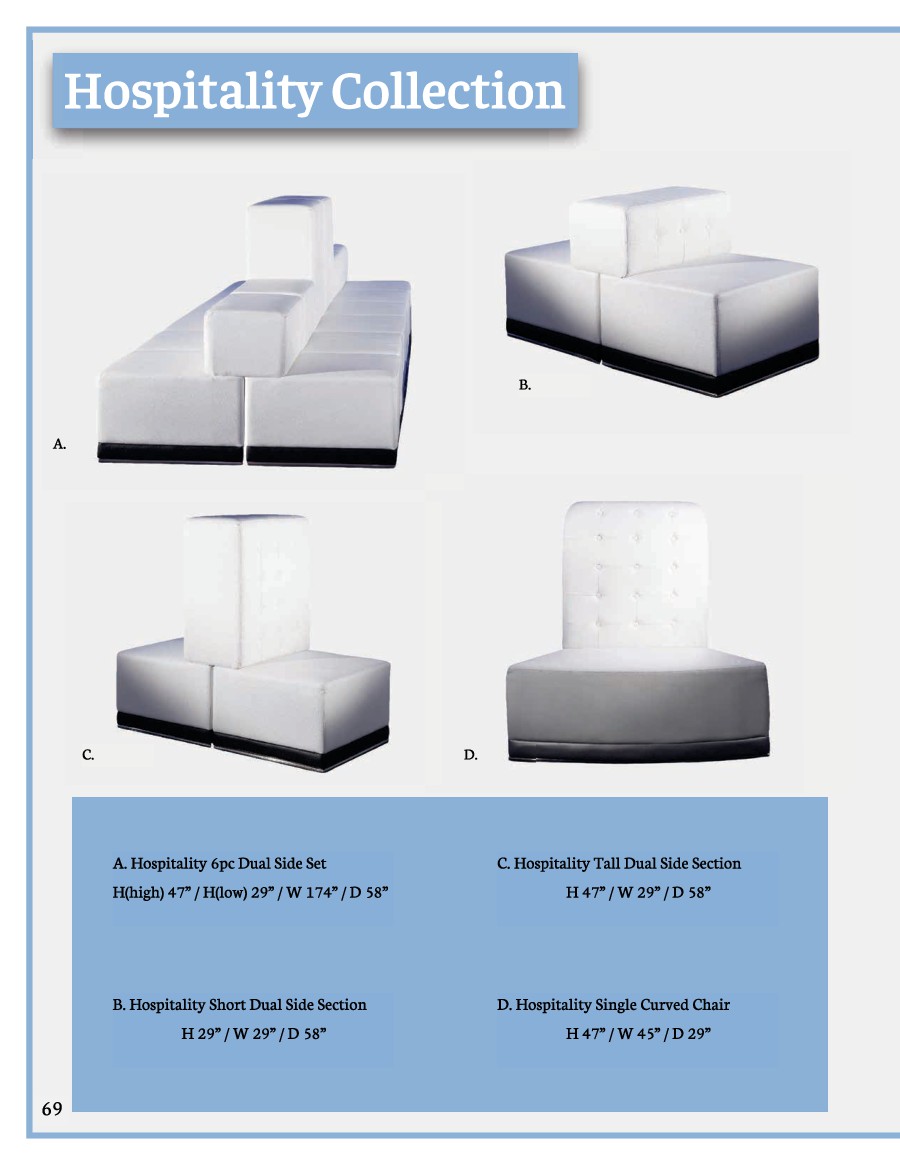 Hospitality Collection
A.
B.
C.
D.
A. Hospitality 6pc Dual Side Set
H(high) 47” / H(low) 29” / W 174” / D 58”
C. Hospitality Tall Dual Side Section
H 47” / W 29” / D 58”
B. Hospitality Short Dual Side Section
H 29” / W 29” / D 58”
D. Hospitality Single Curved Chair
H 47” / W 45” / D 29”
69